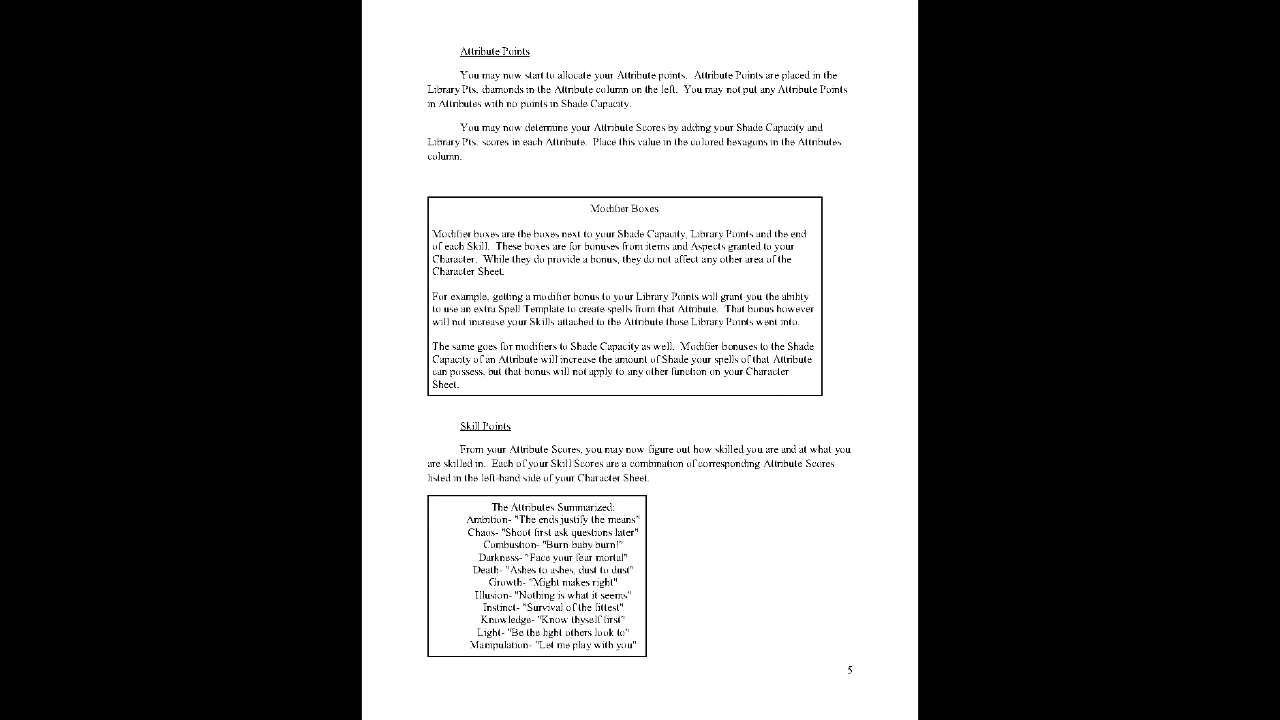 Attribute Points
You may now start to allocate your Attribute points. Attribute Points are placed in the
Library Pts. diamonds in the Attribute column on the left. You may not put any Attribute Points
in Attributes with no points in Shade Capacity.
You may now determine your Attribute Scores by adding your Shade Capacity and
Library Pts. scores in each Attribute. Place this value in the colored hexagons in the Attributes
column.
Modifier Boxes
Modifier boxes are the boxes next to your Shade Capacity, Library Points and the end
of each Skill. These boxes are for bonuses from items and Aspects granted to your
Character. While they do provide a bonus, they do not affect any other area of the
Character Sheet.
For example, getting a modifier bonus to your Library Points will grant you the ability
to use an extra Spell Template to create spells from that Attribute. That bonus however
will not increase your Skills attached to the Attribute those Library Points went into.
The same goes for modifiers to Shade Capacity as well. Modifier bonuses to the Shade
Capacity of an Attribute will increase the amount of Shade your spells of that Attribute
can possess, but that bonus will not apply to any other function on your Character
Sheet.
Skill Points
From your Attribute Scores, you may now figure out how skilled you are and at what you
are skilled in. Each of your Skill Scores are a combination of corresponding Attribute Scores
listed in the left-hand side of your Character Sheet.
The Attributes Summarized:
Ambition- "The ends justify the means"
Chaos- "Shoot first ask questions later"
Combustion- "Burn baby burn!"
Darkness- "Face your fear mortal"
Death- "Ashes to ashes, dust to dust"
Growth- "Might makes right"
Illusion- "Nothing is what it seems"
Instinct- "Survival of the fittest"
Knowledge- "Know thyself first"
Light- "Be the light others look to"
Manipulation- "Let me play with you"
5